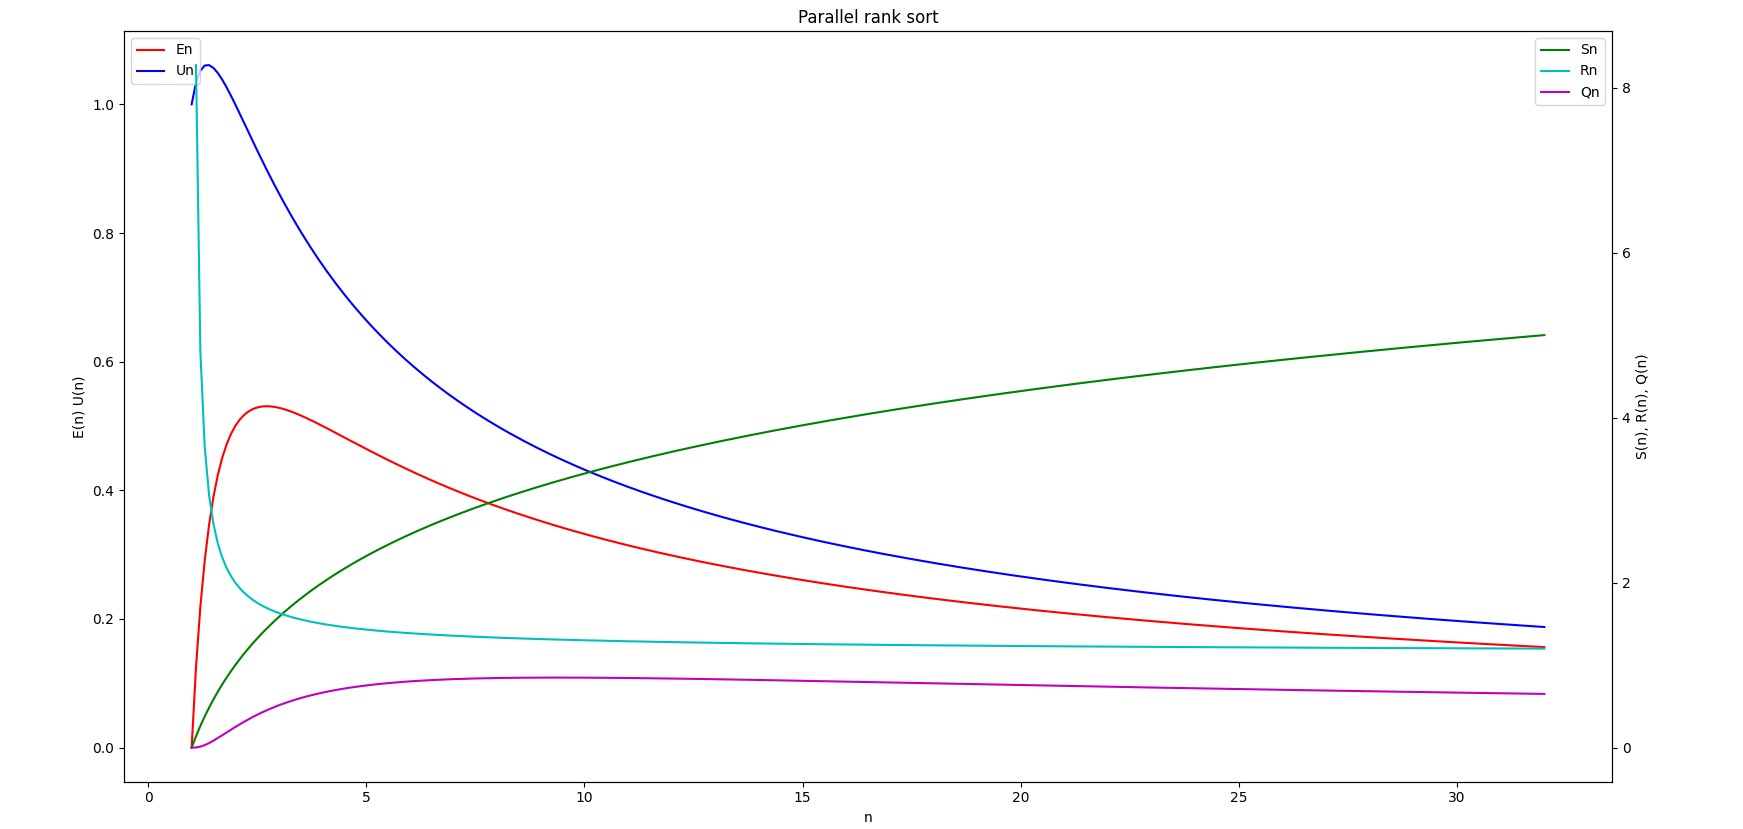 Parallel rank sort
En
Un
Sn
Rn
Qn
1.0
0.8
0.6
0.4
0.2
0.0
E(n) U(n)
8
6
4
2
0
S(n), R(n), Q(n)
0 5 10 15 20 25 30
n